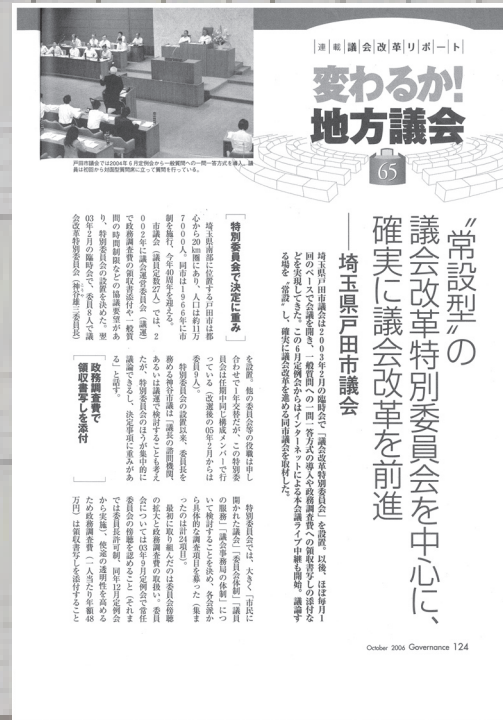 連載 議会改革リポート
変わるか!
地方議会
65
戸田市議会では2004年6月定例会から一般質問への一問一答方式を導入。議
員は初回から対面型質問席に立って質問を行っている。
“常設型”の
議会改革特別委員会を中心に、
確実に議会改革を前進
──埼玉県戸田市議会
埼玉県戸田市議会は2003年2月の臨時会で「議会改革特別委員会」を設置。以後、ほぼ毎月1
回のペースで会議を開き、一般質問への一問一答方式の導入や政務調査費への領収書写しの添付な
どを実現してきた。この6月定例会からはインターネットによる本会議ライブ中継も開始。議論す
る場を“常設”し、確実に議会改革を進める同市議会を取材した。
特別委員会で決定に重み
埼玉県南部に位置する戸田市は都
心から20km圏にあり、人口は約11万
7000人。同市は1966年に市
制を施行、今年40周年を迎える。
市議会(議員定数27人)では、2
002年に議会運営委員会(議運)
で政務調査費の領収書添付や一般質
問の時間制限などの協議要望があ
り、特別委員会の設置を決めた。翌
03年2月の臨時会で、委員8人で議
会改革特別委員会(神谷雄三委員長)
を設置。他の委員会等の役職は申し
合わせで1年交替だが、この特別委
員会は任期中同じ構成メンバーで行
っている(改選後の05年2月からは
委員9人)。
特別委員会の設置以来、委員長を
務める神谷市議は「議長の諮問機関、
あるいは議運で検討することも考え
たが、特別委員会のほうが集中的に
議論できるし、決定事項に重みがあ
る」と話す。
政務調査費で
領収書写しを添付
特別委員会では、大きく「市民に
開かれた議会」「委員会体制」「議員
の服務」「議会事務局の体制」につ
いて検討することを決め、各会派か
ら具体的な調査項目を募った(集ま
ったのは計24項目)。
最初に取り組んだのは委員会傍聴
の拡大と政務調査費の取扱い。委員
会については03年9月定例会で常任
委員会の傍聴を認めること(それま
では委員長許可制、同年12月定例会
から実施)、使途の透明性を高める
ため政務調査費(一人当たり年額48
万円)は領収書写しを添付すること
October 2006 Governance 124